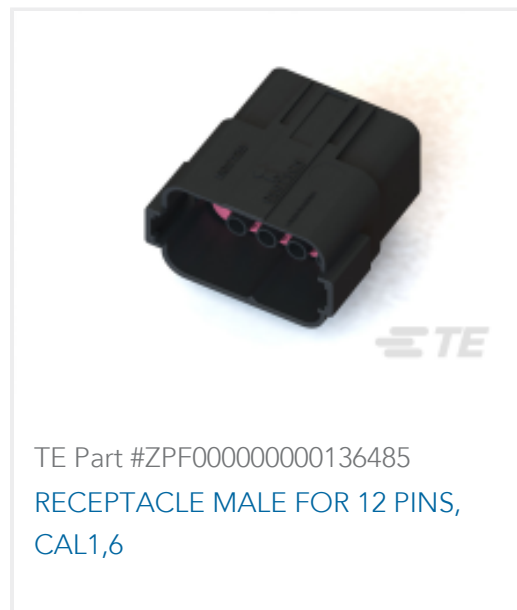 TE
TE Part #ZPF000000000136485
RECEPTACLE MALE FOR 12 PINS,
CAL1,6